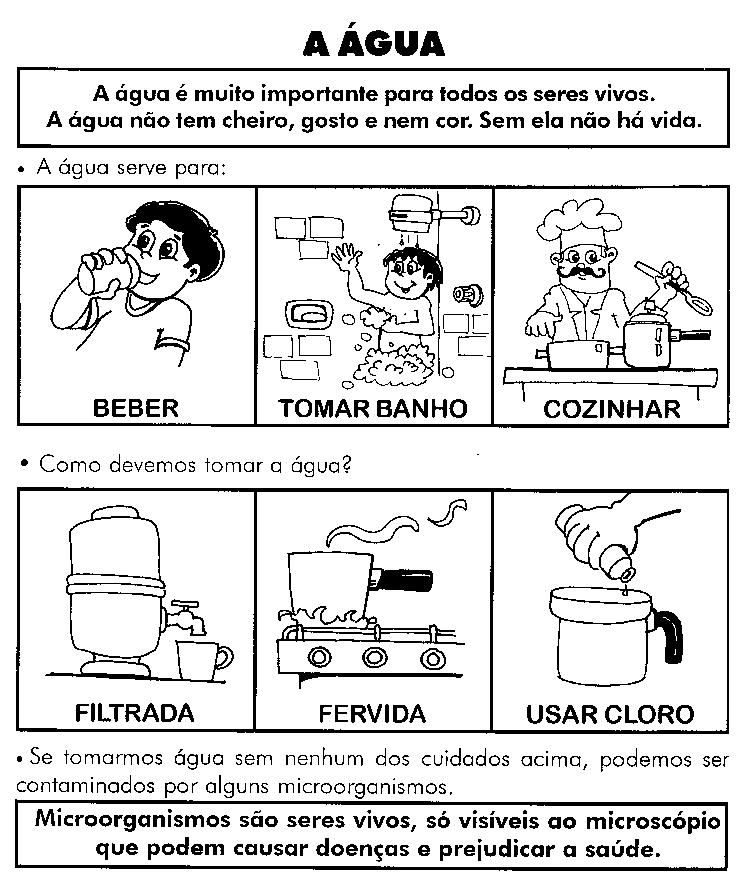 A ÁGUA
A água é muito importante para todos os seres vivos.
A água não tem cheiro, gosto e nem cor. Sem ela não há vida.
• A água serve para:
BEBER
TOMAR BANHO
COZINHAR
• Como devemos tomar a água?
FILTRADA
FERVIDA
USAR CLORO
• Se tomarmos água sem nenhum dos cuidados acima, podemos ser
contaminados por alguns microorganismos.
Microorganismos são seres vivos, só visíveis ao microscópio
que podem causar doenças e prejudicar a saúde.